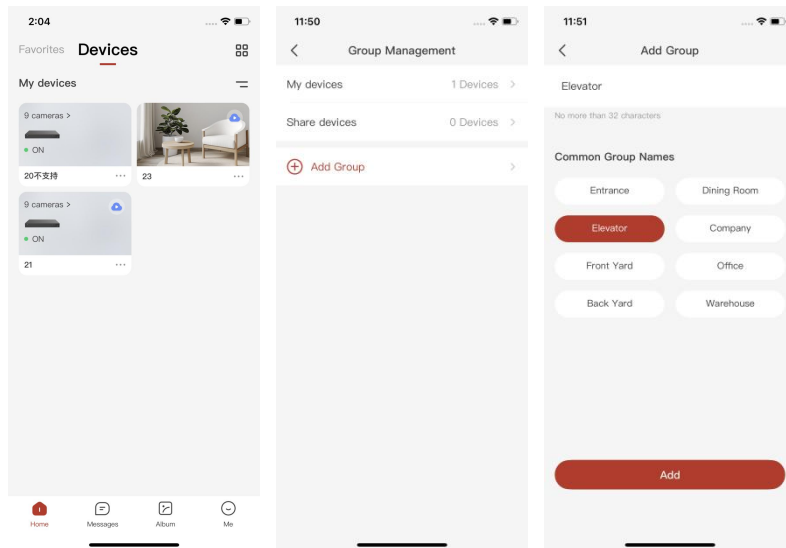 2:04
Favorites Devices
My devices
9 cameras >
ON
20不支持
23
9 cameras >
ON
21
Home Messages Album Me
11:50
Group Management
My devices 1 Devices
Share devices 0 Devices
Add Group
11:51
Add Group
Elevator
No more than 32 characters
Common Group Names
Entrance Dining Room
Elevator Company
Front Yard Office
Back Yard Warehouse
Add